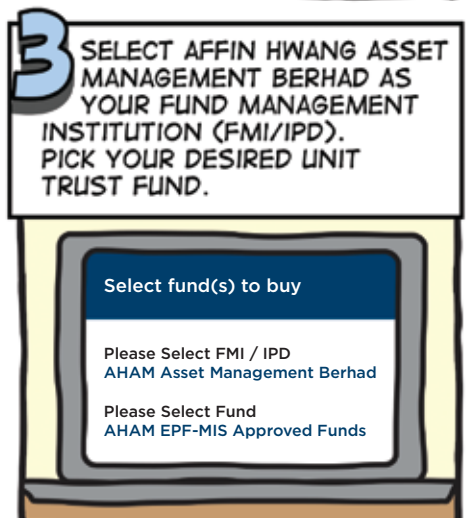 3 SELECT AFFIN HWANG ASSET
MANAGEMENT BERHAD AS
YOUR FUND MANAGEMENT
INSTITUTION (FMI/IPD).
PICK YOUR DESIRED UNIT
TRUST FUND.
Select fund(s) to buy
Please Select FMI / IPD
AHAM Asset Management Berhad
Please Select Fund
AHAM EPF-MIS Approved Funds